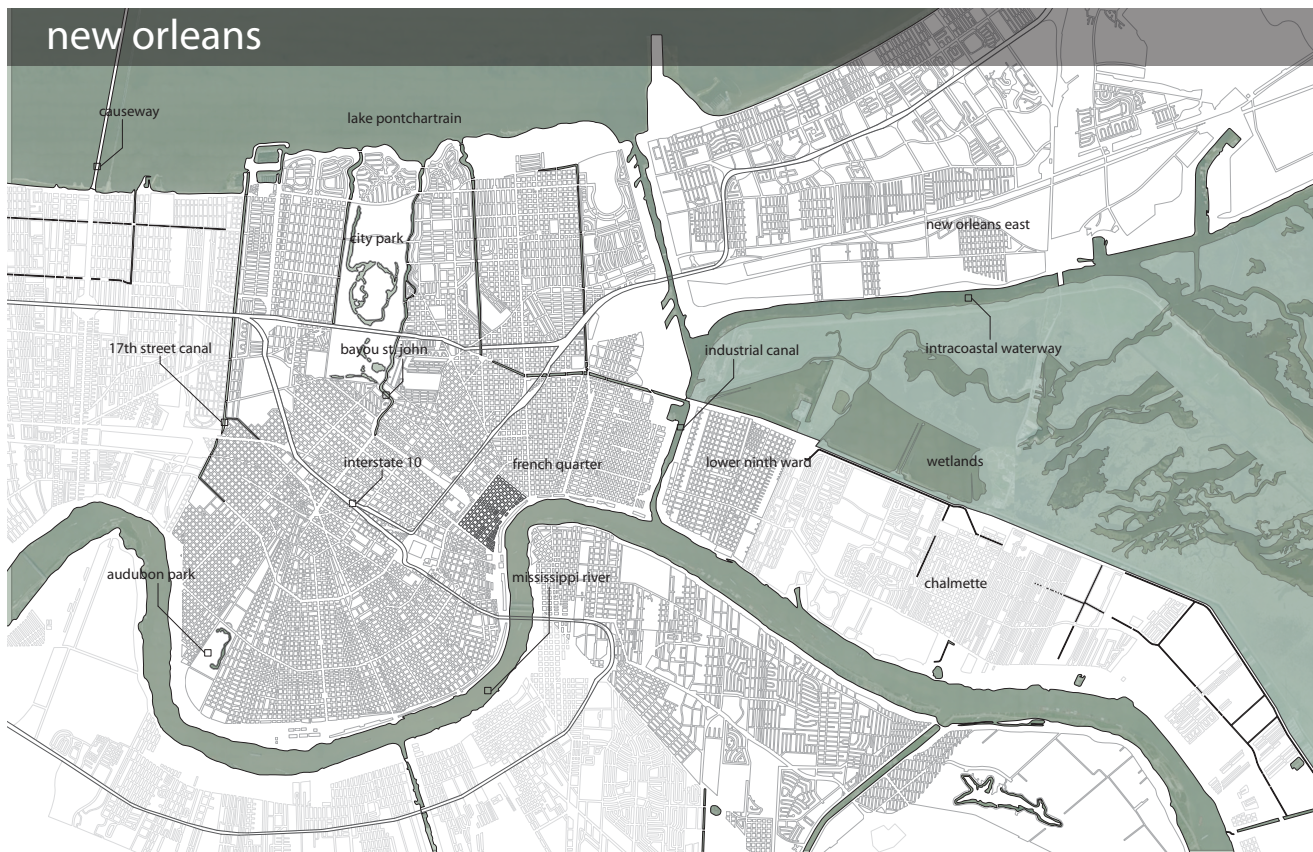 new orleans
causeway
lake pontchartrain
new orleans east
city park
17th street canal
bayou st. john
industrial canal
intracoastal waterway
interstate 10
french quarter
lower ninth ward
wetlands
audubon park
mississippi river
chalmette